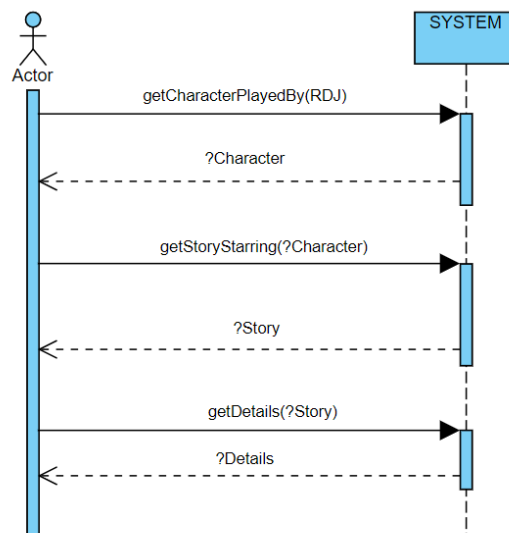 SYSTEM
Actor
getCharacterPlayedBy(RDJ)
?Character
getStoryStarring(?Character)
?Story
getDetails(?Story)
?Details